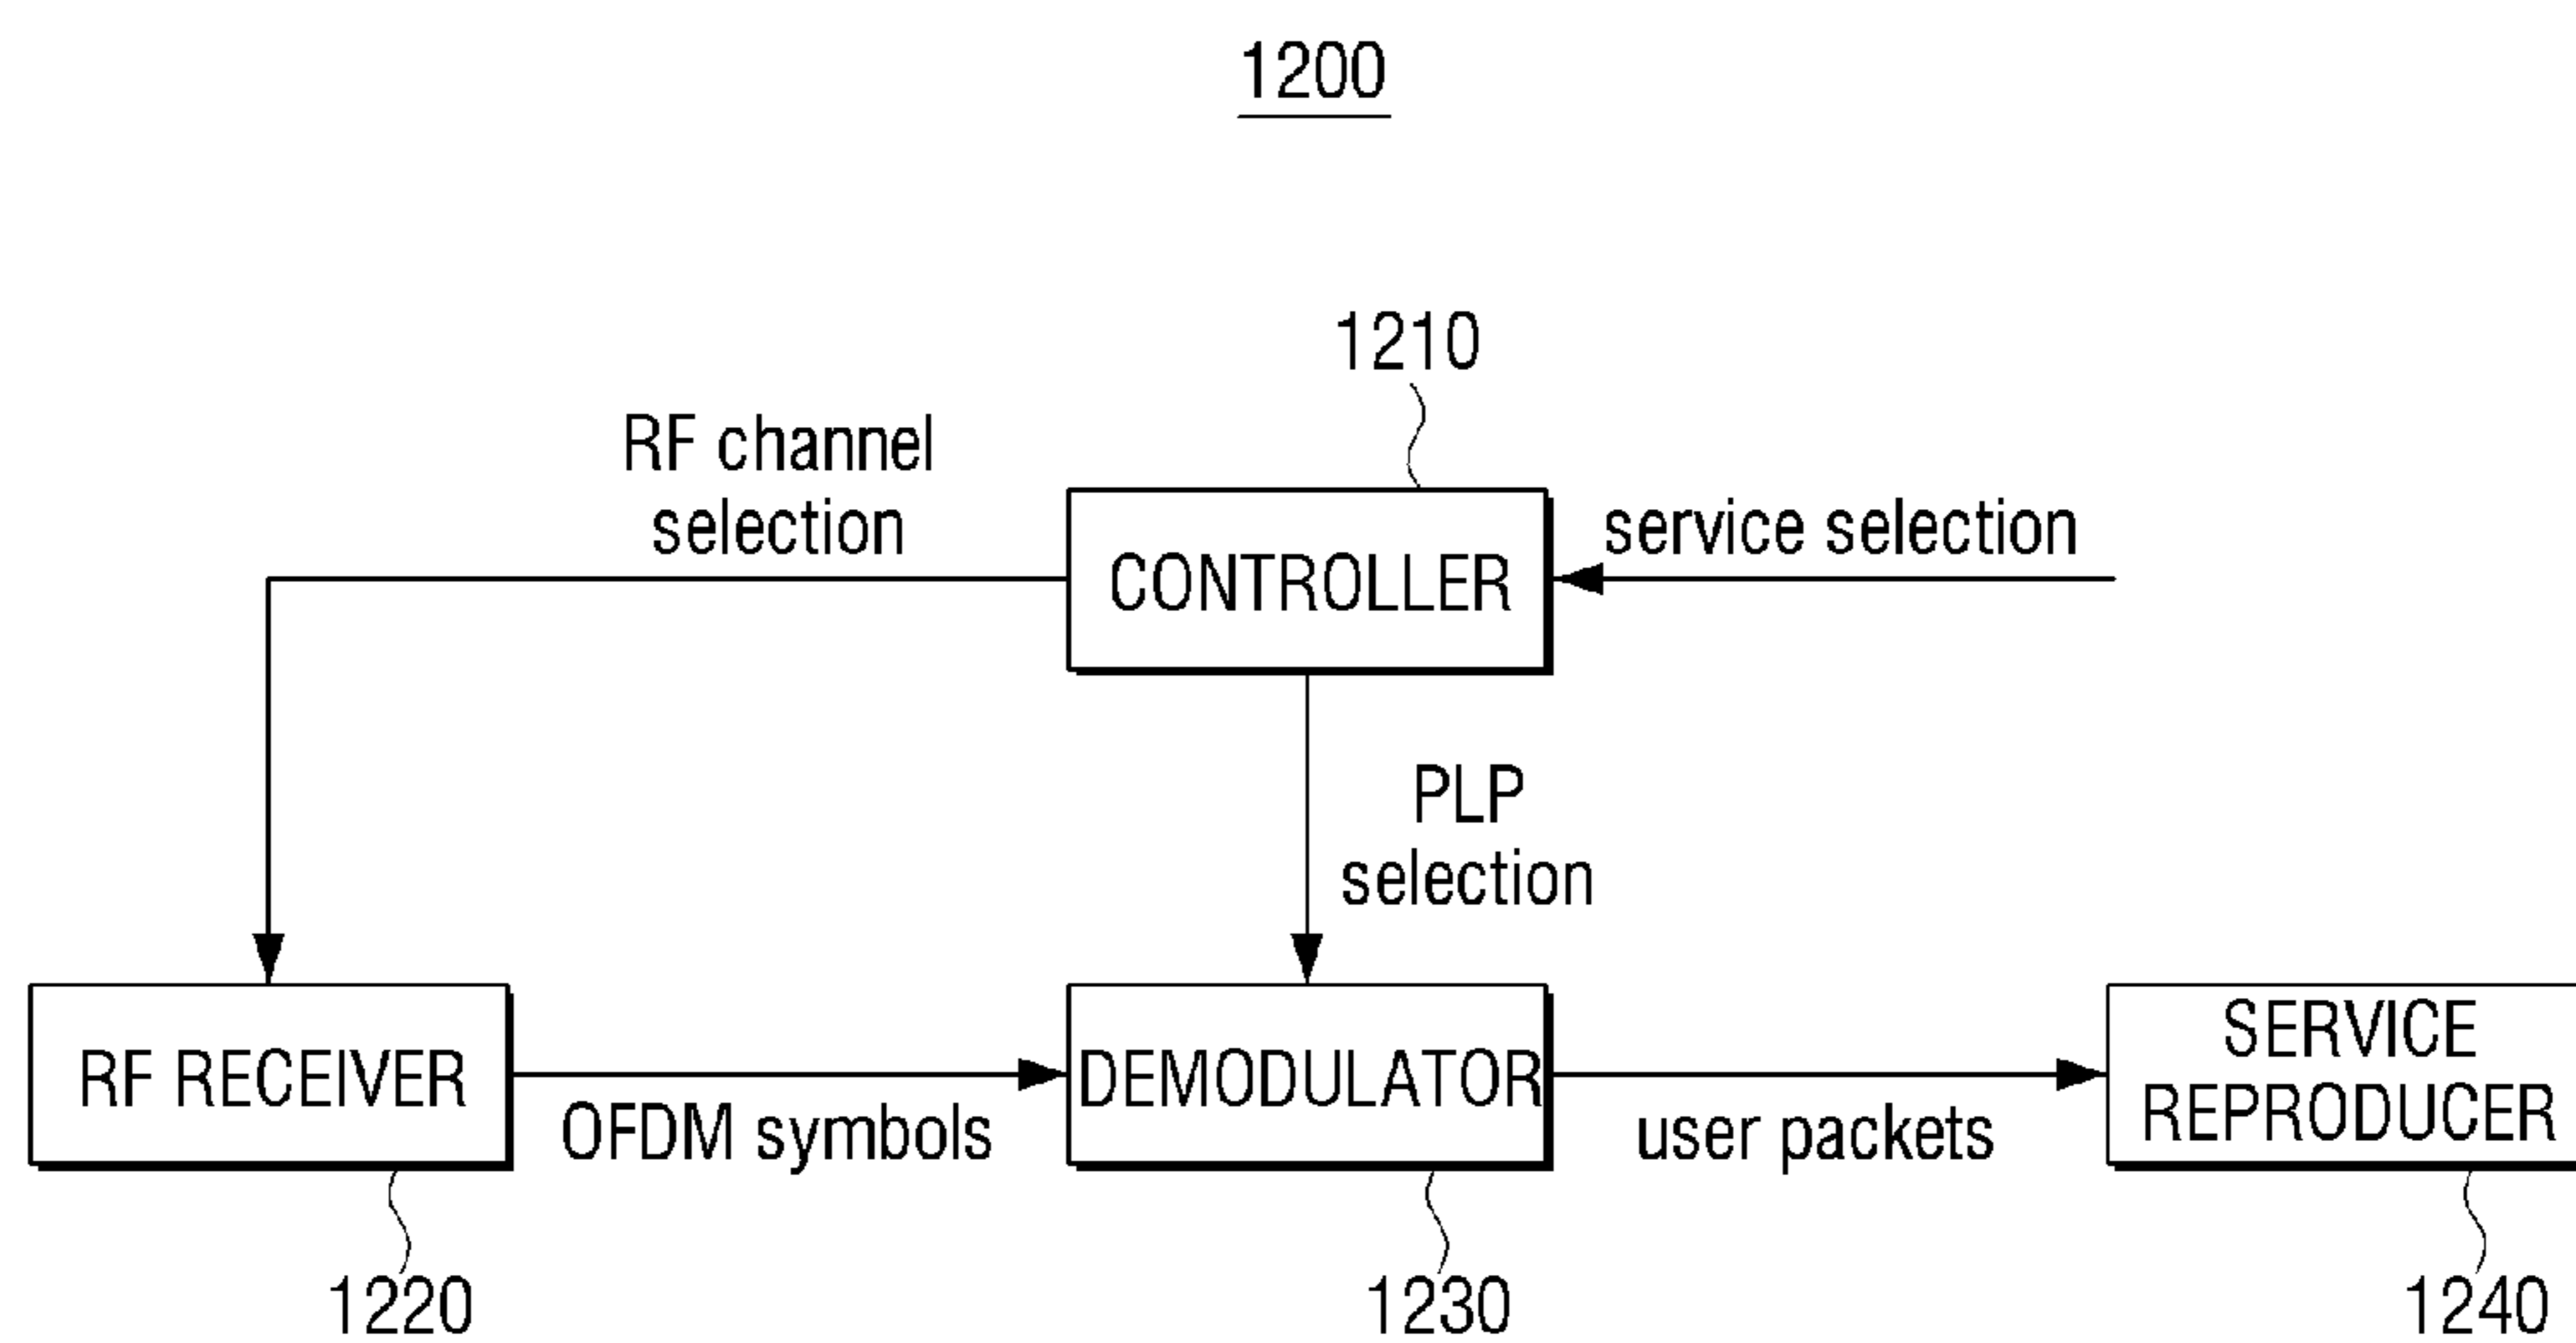 1200
1210
RF channel
selection
CONTROLLER
service selection
PLP
selection
RF RECEIVER
OFDM symbols
DEMODULATOR
user packets
SERVICE
REPRODUCER
1220
1230
1240